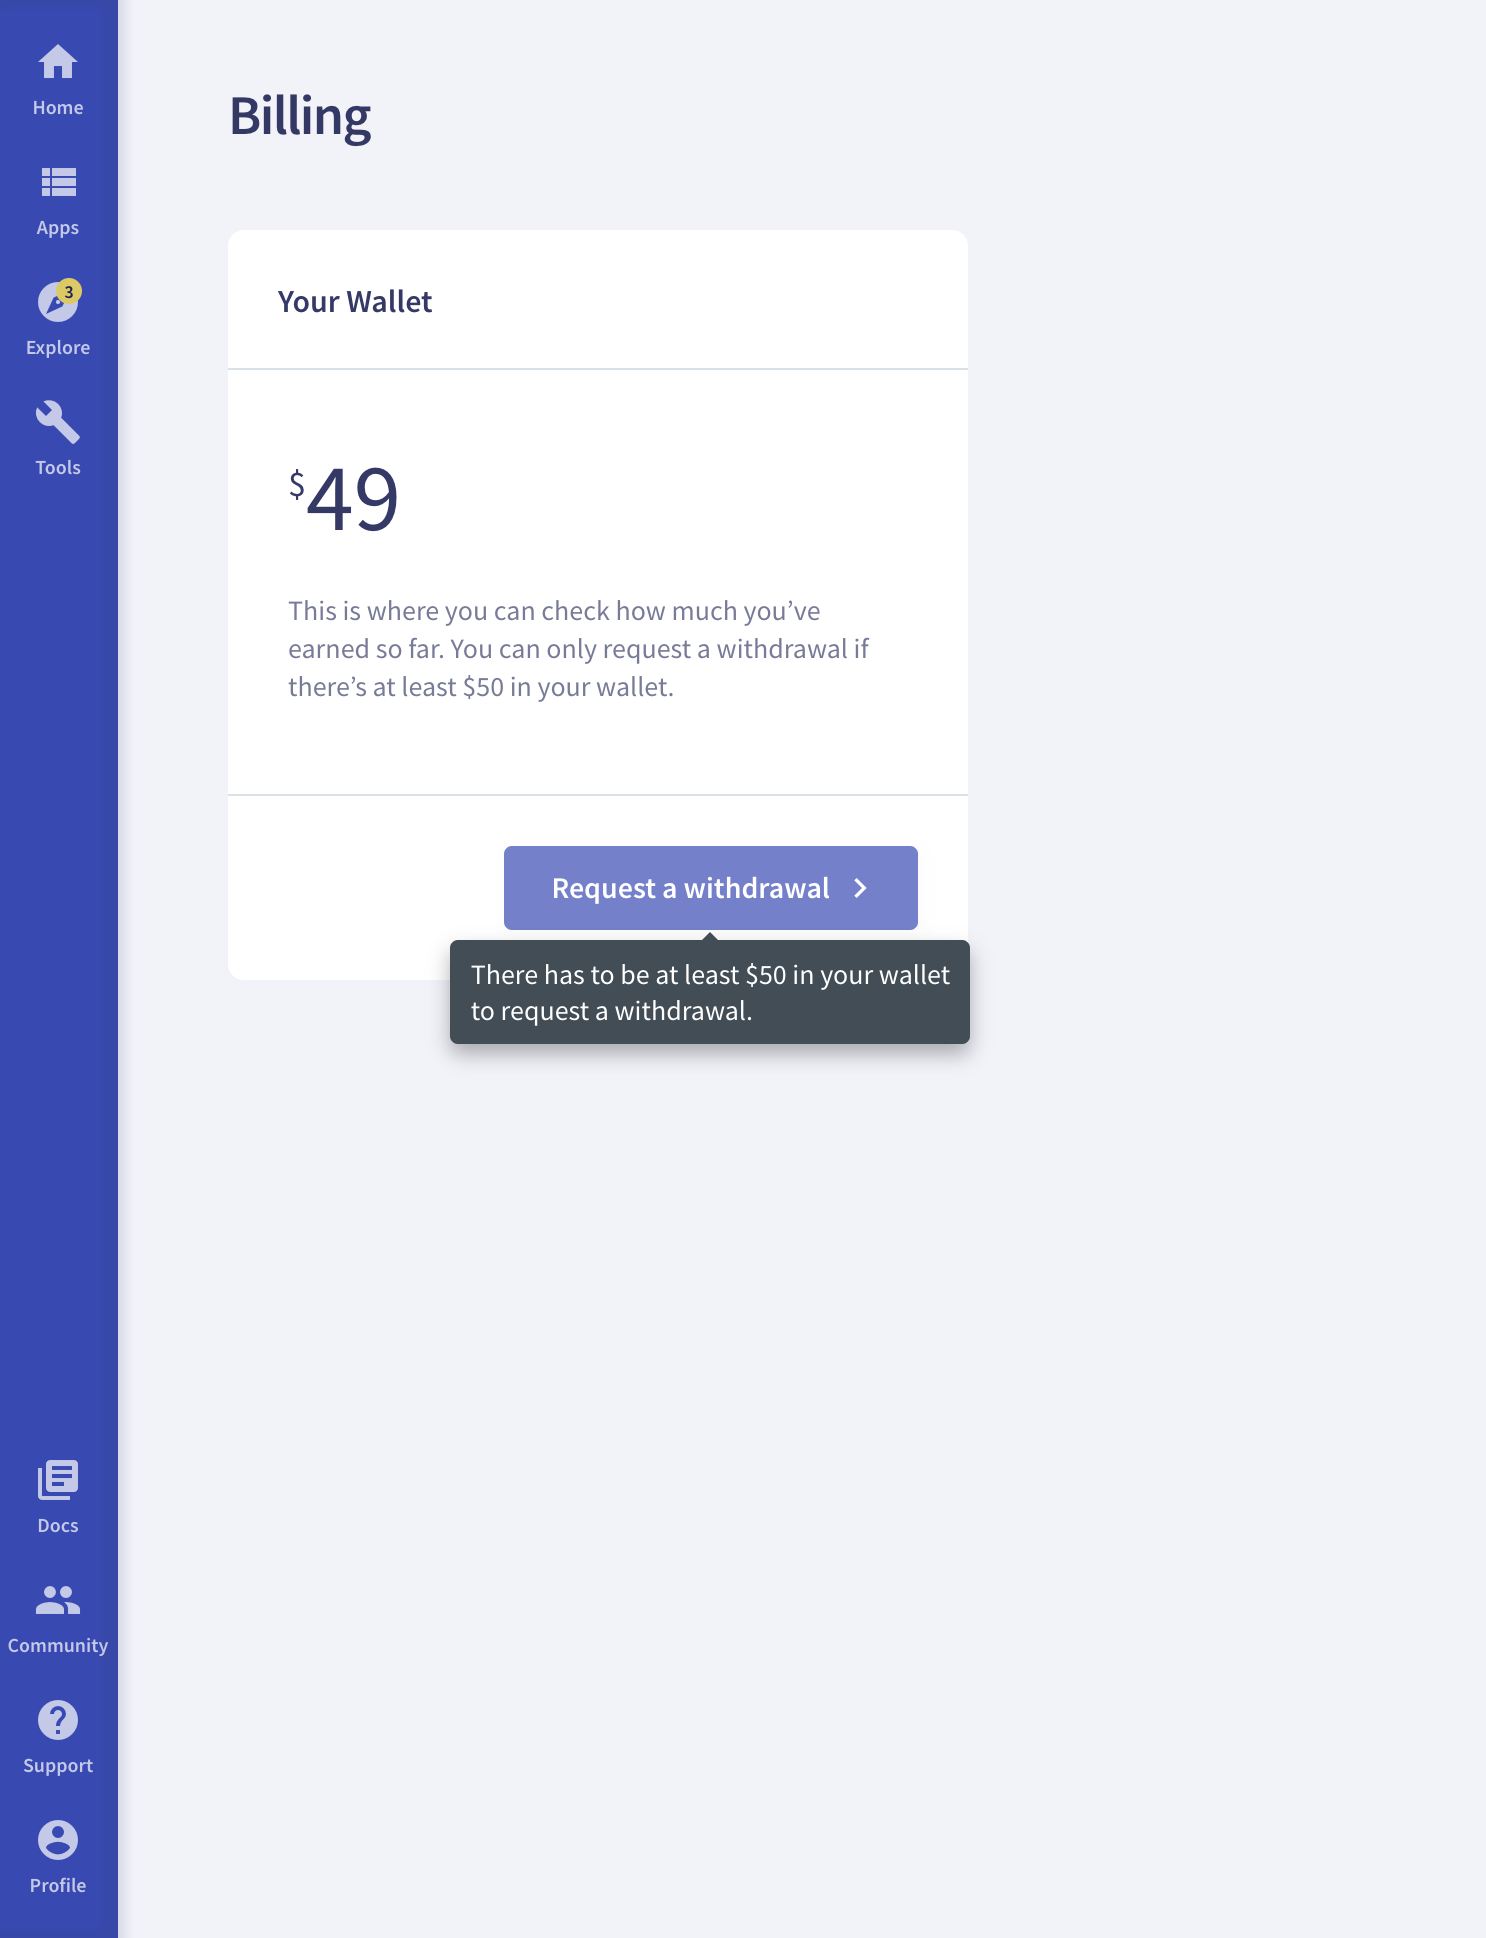 Home
Apps
3
Explore
Tools
Docs
Community
Support
Profile
Billing
Your Wallet
$49
This is where you can check how much you’ve
earned so far. You can only request a withdrawal if
there’s at least $50 in your wallet.
Request a withdrawal
There has to be at least $50 in your wallet
to request a withdrawal.